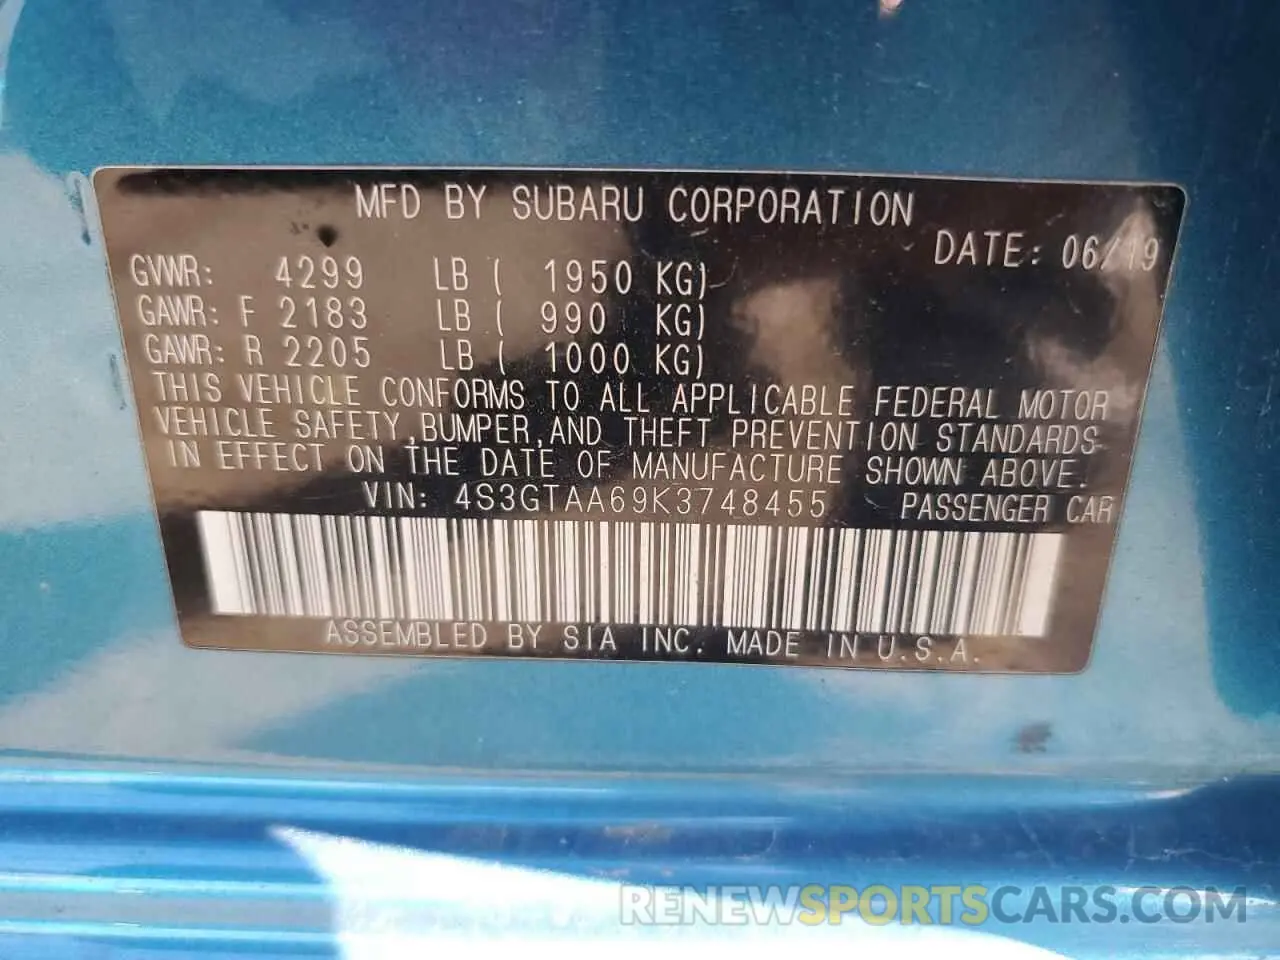 MFD BY SUBARU CORPORATION
DATE: 06/19
GVWR: 4299 LB ( 1950 KG)
GAWR: F 2183 LB ( 990 KG)
GAWR: R 2205 LB ( 1000 KG)
THIS VEHICLE CONFORMS TO ALL APPLICABLE FEDERAL MOTOR
VEHICLE SAFETY,BUMPER,AND THEFT PREVENTION STANDARDS
IN EFFECT ON THE DATE OF MANUFACTURE SHOWN ABOVE.
VIN: 4S3GTAA69K3748455 PASSENGER CAR
ASSEMBLED BY SIA INC. MADE IN U.S.A.
RENEWSPORTSCARS.COM